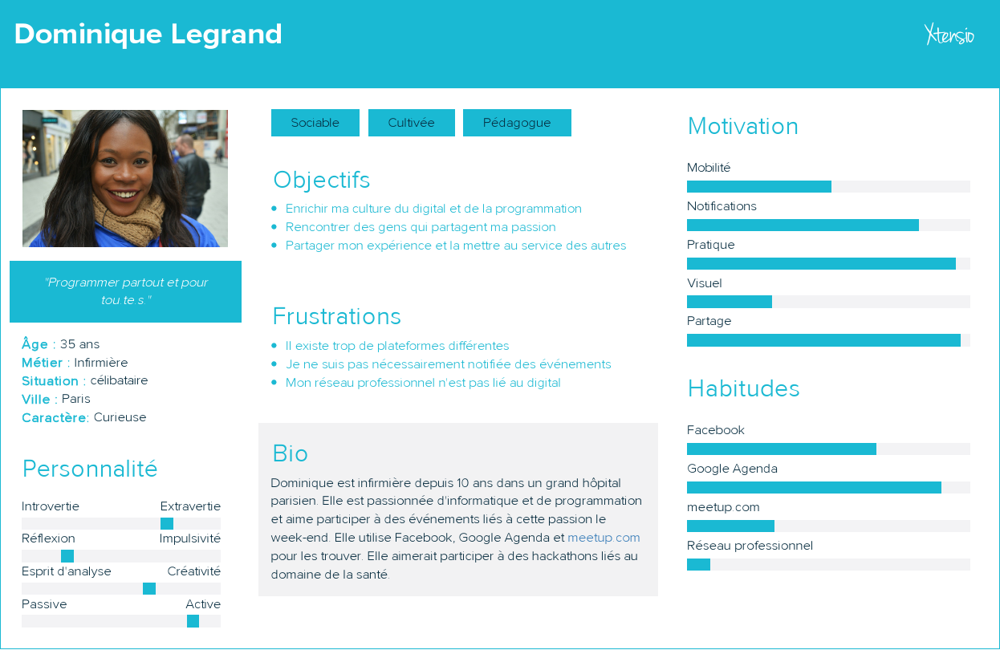 Dominique Legrand
Xtensio
"Programmer partout et pour
tou.te.s."
Âge : 35 ans
Métier : Infirmière
Situation : célibataire
Ville : Paris
Caractère: Curieuse
Personnalité
Introvertie Extravertie
Réflexion Impulsivité
Esprit d'analyse Créativité
Passive Active
Sociable Cultivée Pédagogue
Objectifs
Enrichir ma culture du digital et de la programmation
Rencontrer des gens qui partagent ma passion
Partager mon expérience et la mettre au service des autres
Frustrations
Il existe trop de plateformes différentes
Je ne suis pas nécessairement notifiée des événements
Mon réseau professionnel n'est pas lié au digital
Bio
Dominique est infirmière depuis 10 ans dans un grand hôpital
parisien. Elle est passionnée d'informatique et de programmation
et aime participer à des événements liés à cette passion le
week-end. Elle utilise Facebook, Google Agenda et meetup.com
pour les trouver. Elle aimerait participer à des hackathons liés au
domaine de la santé.
Motivation
Mobilité
Notifications
Pratique
Visuel
Partage
Habitudes
Facebook
Google Agenda
meetup.com
Réseau professionnel